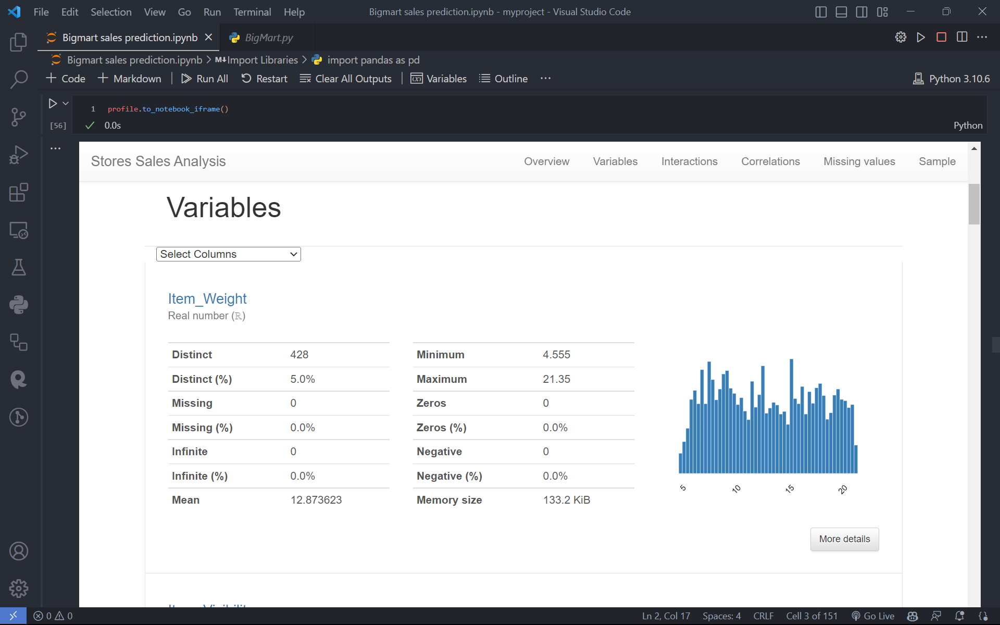 File Edit Selection View Go Run Terminal Help Bigmart sales prediction.ipynb - myproject - Visual Studio Code
Bigmart sales prediction.ipynb BigMart.py
Bigmart sales prediction.ipynb > M↓Import Libraries > import pandas as pd
Code Markdown Run All Restart Clear All Outputs Variables Outline ... Python 3.10.6
1 profile.to_notebook_iframe()
[56] 0.0s Python
...
Stores Sales Analysis Overview Variables Interactions Correlations Missing values Sample
Variables
Select Columns
Item_Weight
Real number (ℝ)
Distinct 428 Minimum 4.555
Distinct (%) 5.0% Maximum 21.35
Missing 0 Zeros 0
Missing (%) 0.0% Zeros (%) 0.0%
Infinite 0 Negative 0
Infinite (%) 0.0% Negative (%) 0.0%
Mean 12.873623 Memory size 133.2 KiB
5 10 15 20
More details
0 0 Ln 2, Col 17 Spaces: 4 CRLF Cell 3 of 151 Go Live